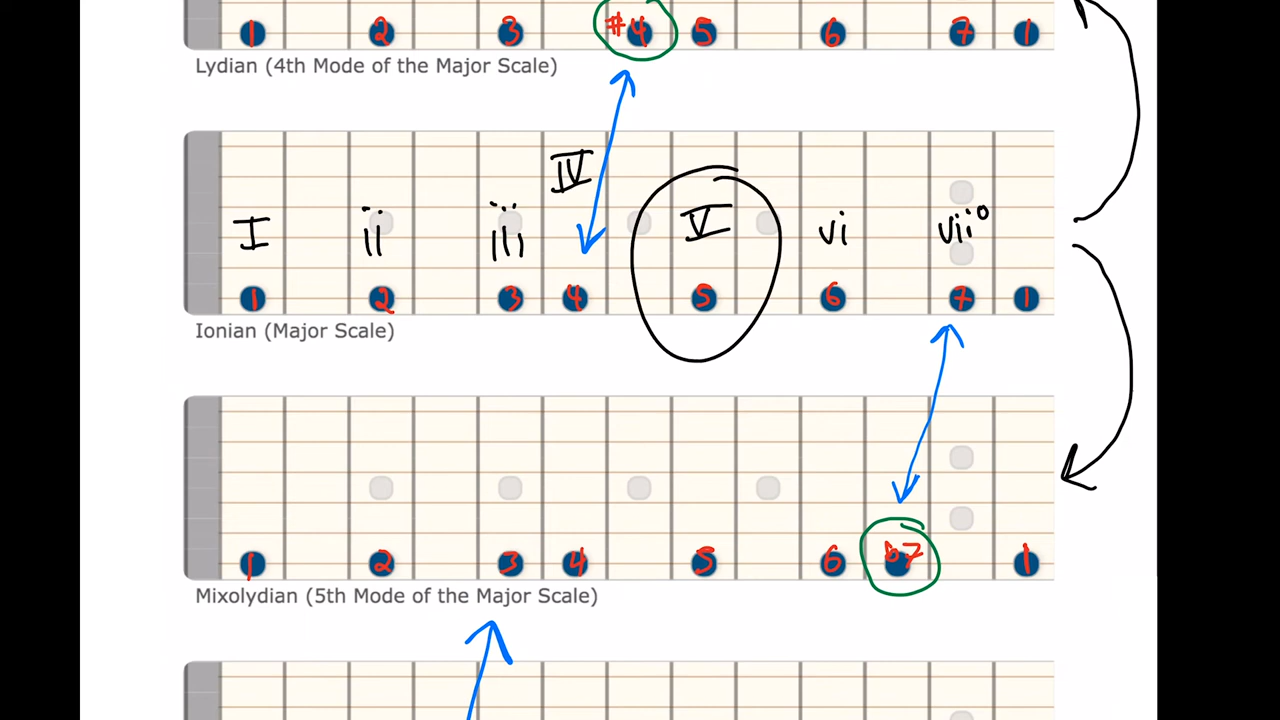 1 2 3 #4 5 6 7 1
Lydian (4th Mode of the Major Scale)
IV
I ii iii V vi vii°
1 2 3 4 5 6 7 1
Ionian (Major Scale)
1 2 3 4 5 6 b7 1
Mixolydian (5th Mode of the Major Scale)